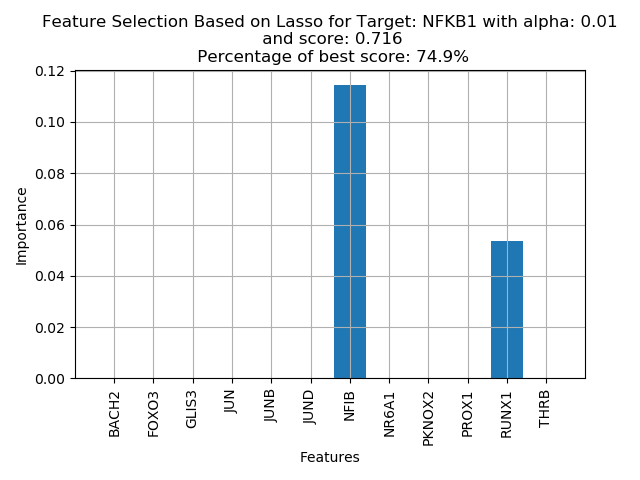 Feature Selection Based on Lasso for Target: NFKB1 with alpha: 0.01
and score: 0.716
Percentage of best score: 74.9%
0.12
0.10
0.08
0.06
0.04
0.02
0.00
Importance
BACH2
FOXO3
GLIS3
JUN
JUNB
JUND
NFIB
NR6A1
PKNOX2
PROX1
RUNX1
THRB
Features